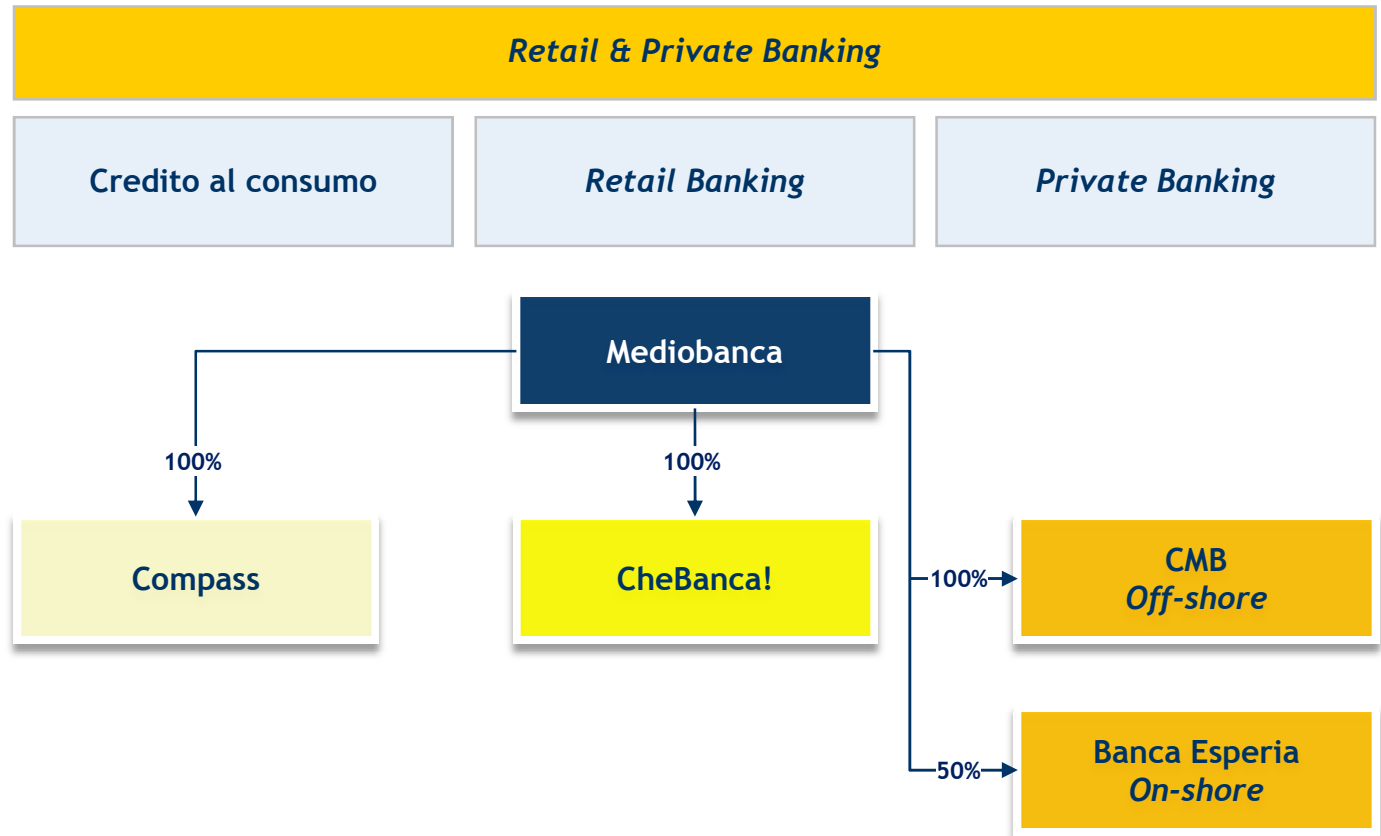 Retail & Private Banking
Credito al consumo
Retail Banking
Private Banking
Mediobanca
100%
100%
Compass
CheBanca!
100%
CMB
Off-shore
50%
Banca Esperia
On-shore